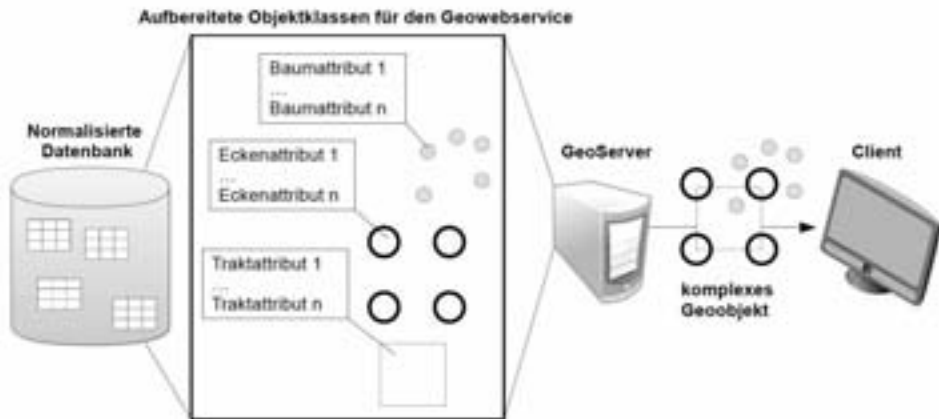 Aufbereitete Objektklassen für den Geowebservice
Normalisierte
Datenbank
Baumattribut 1
...
Baumattribut n
Eckenattribut 1
...
Eckenattribut n
Traktattribut 1
...
Traktattribut n
GeoServer
komplexes
Geoobjekt
Client